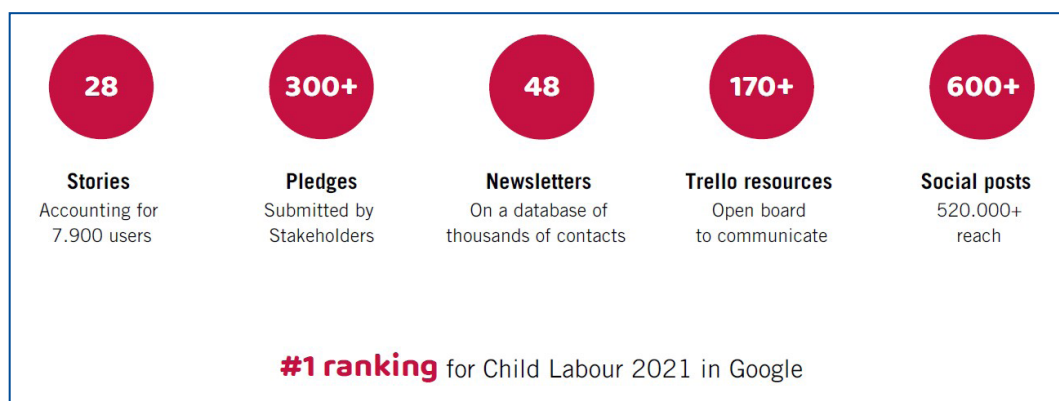 28
Stories
Accounting for
7.900 users
300+
Pledges
Submitted by
Stakeholders
48
Newsletters
On a database of
thousands of contacts
170+
Trello resources
Open board
to communicate
600+
Social posts
520.000+
reach
#1 ranking for Child Labour 2021 in Google